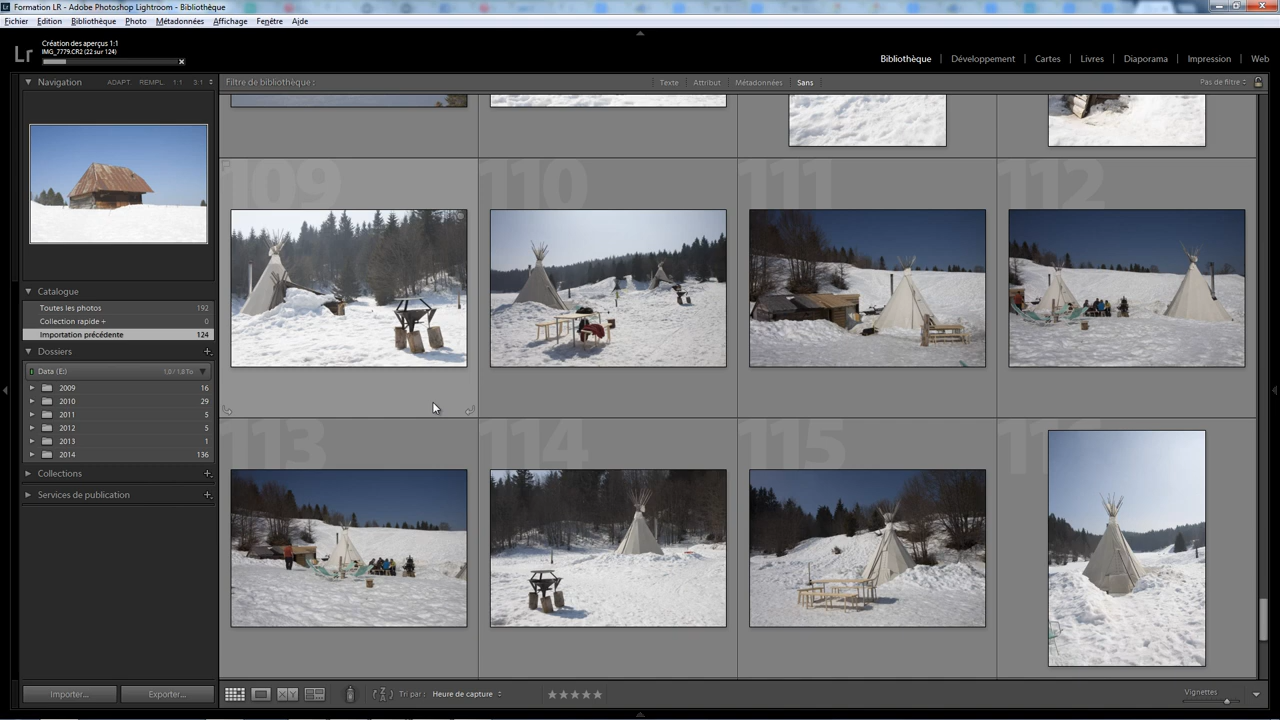 Formation LR - Adobe Photoshop Lightroom - Bibliothèque
Fichier Edition Bibliothèque Photo Métadonnées Affichage Fenêtre Aide
Lr
Création des aperçus 1:1
IMG_7779.CR2 (22 sur 124)
Bibliothèque | Développement | Cartes | Livres | Diaporama | Impression | Web
Navigation ADAPT. REMPL. 1:1 3:1
Filtre de bibliothèque : Texte Attribut Métadonnées Sans Pas de filtre
109 110 111 112
Catalogue
Toutes les photos 192
Collection rapide + 0
Importation précédente 124
Dossiers +
Data (E:) 1,0 / 1,8 To
2009 16
2010 29
2011 5
2012 5
2013 1
2014 136
Collections +
Services de publication +
113 114 115 116
Importer... Exporter...
Tri par : Heure de capture
Vignettes